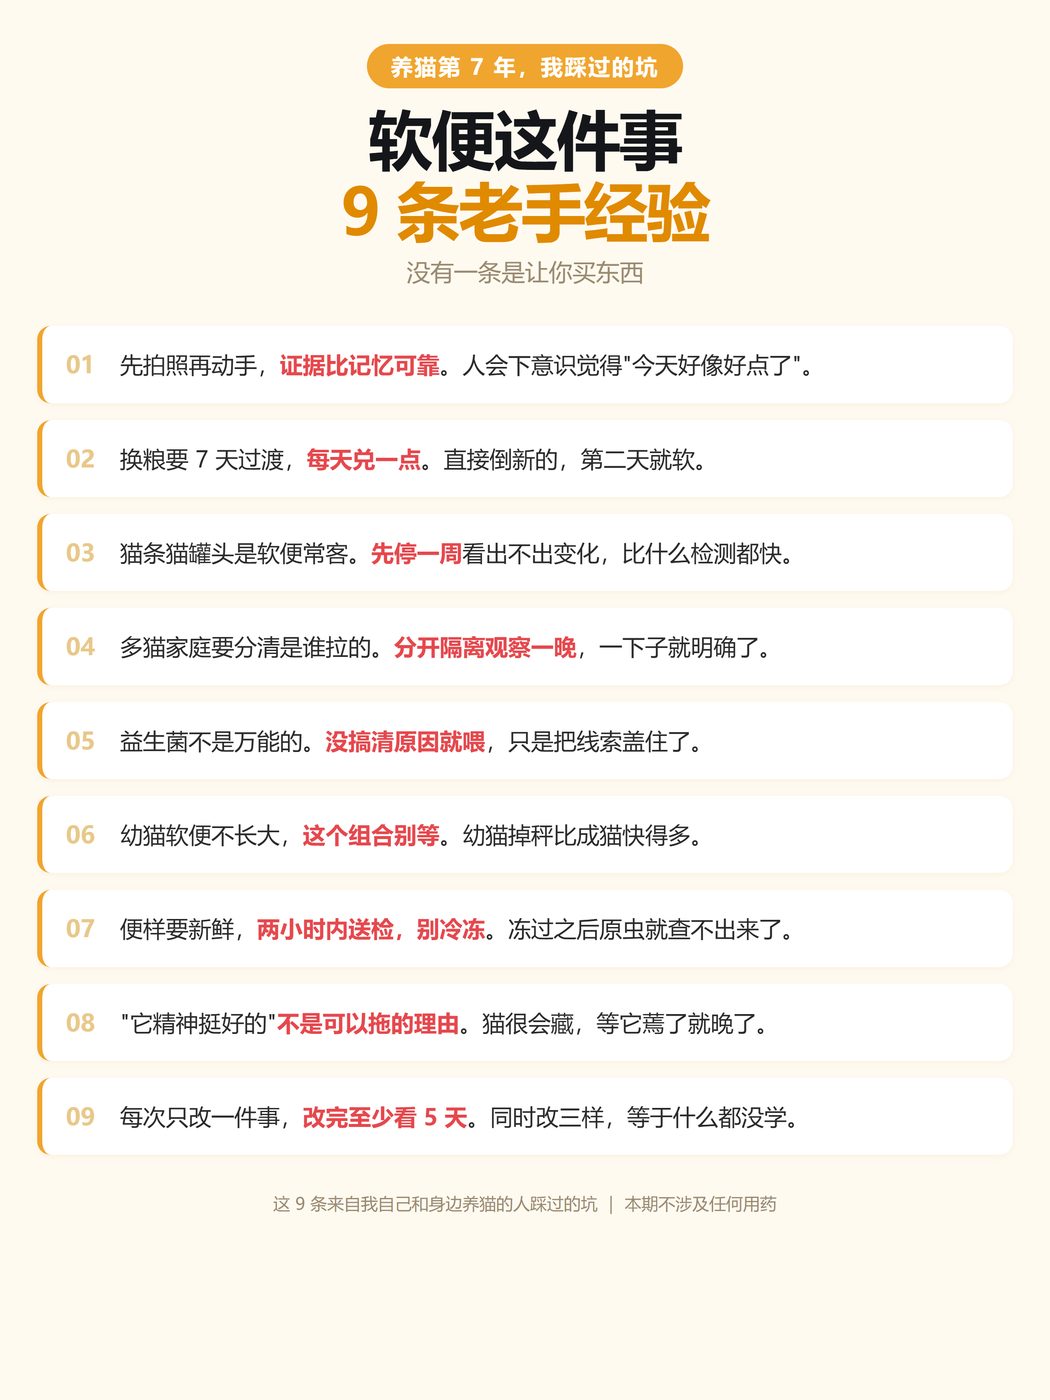 养猫第 7 年，我踩过的坑
软便这件事
9 条老手经验
没有一条是让你买东西
01 先拍照再动手，证据比记忆可靠。人会下意识觉得"今天好像好点了"。
02 换粮要 7 天过渡，每天兑一点。直接倒新的，第二天就软。
03 猫条猫罐头是软便常客。先停一周看出不出变化，比什么检测都快。
04 多猫家庭要分清是谁拉的。分开隔离观察一晚，一下子就明确了。
05 益生菌不是万能的。没搞清原因就喂，只是把线索盖住了。
06 幼猫软便不长大，这个组合别等。幼猫掉秤比成猫快得多。
07 便样要新鲜，两小时内送检，别冷冻。冻过之后原虫就查不出来了。
08 "它精神挺好的"不是可以拖的理由。猫很会藏，等它蔫了就晚了。
09 每次只改一件事，改完至少看 5 天。同时改三样，等于什么都没学。
这 9 条来自我自己和身边养猫的人踩过的坑 | 本期不涉及任何用药